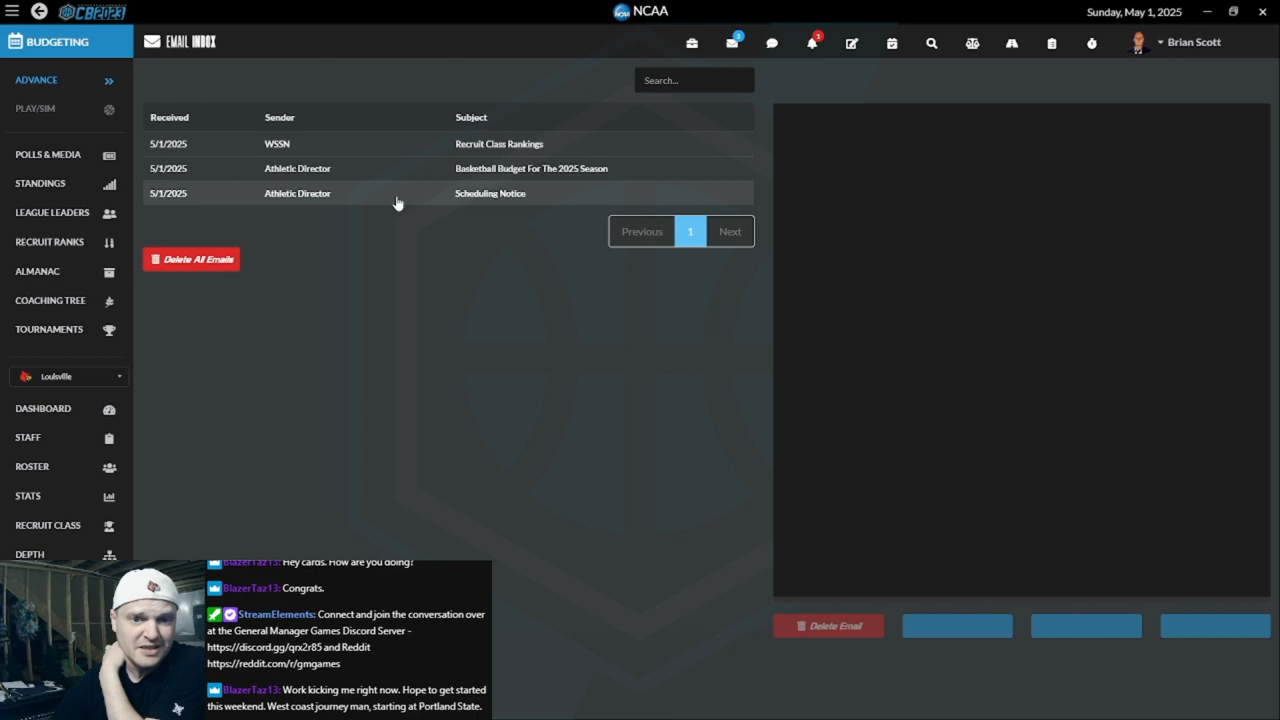 CB2023
NCAA
Sunday, May 1, 2025
BUDGETING
EMAIL INBOX
3
1
Brian Scott
ADVANCE
PLAY/SIM
POLLS & MEDIA
STANDINGS
LEAGUE LEADERS
RECRUIT RANKS
ALMANAC
COACHING TREE
TOURNAMENTS
Louisville
DASHBOARD
STAFF
ROSTER
STATS
RECRUIT CLASS
DEPTH
Search...
Received Sender Subject
5/1/2025 WSSN Recruit Class Rankings
5/1/2025 Athletic Director Basketball Budget For The 2025 Season
5/1/2025 Athletic Director Scheduling Notice
Previous 1 Next
Delete All Emails
Delete Email
BlazerTaz13: Hey cards. How are you doing?
BlazerTaz13: Congrats.
StreamElements: Connect and join the conversation over
at the General Manager Games Discord Server -
https://discord.gg/qrx2r85 and Reddit
https://reddit.com/r/gmgames
BlazerTaz13: Work kicking me right now. Hope to get started
this weekend. West coast journey man, starting at Portland State.